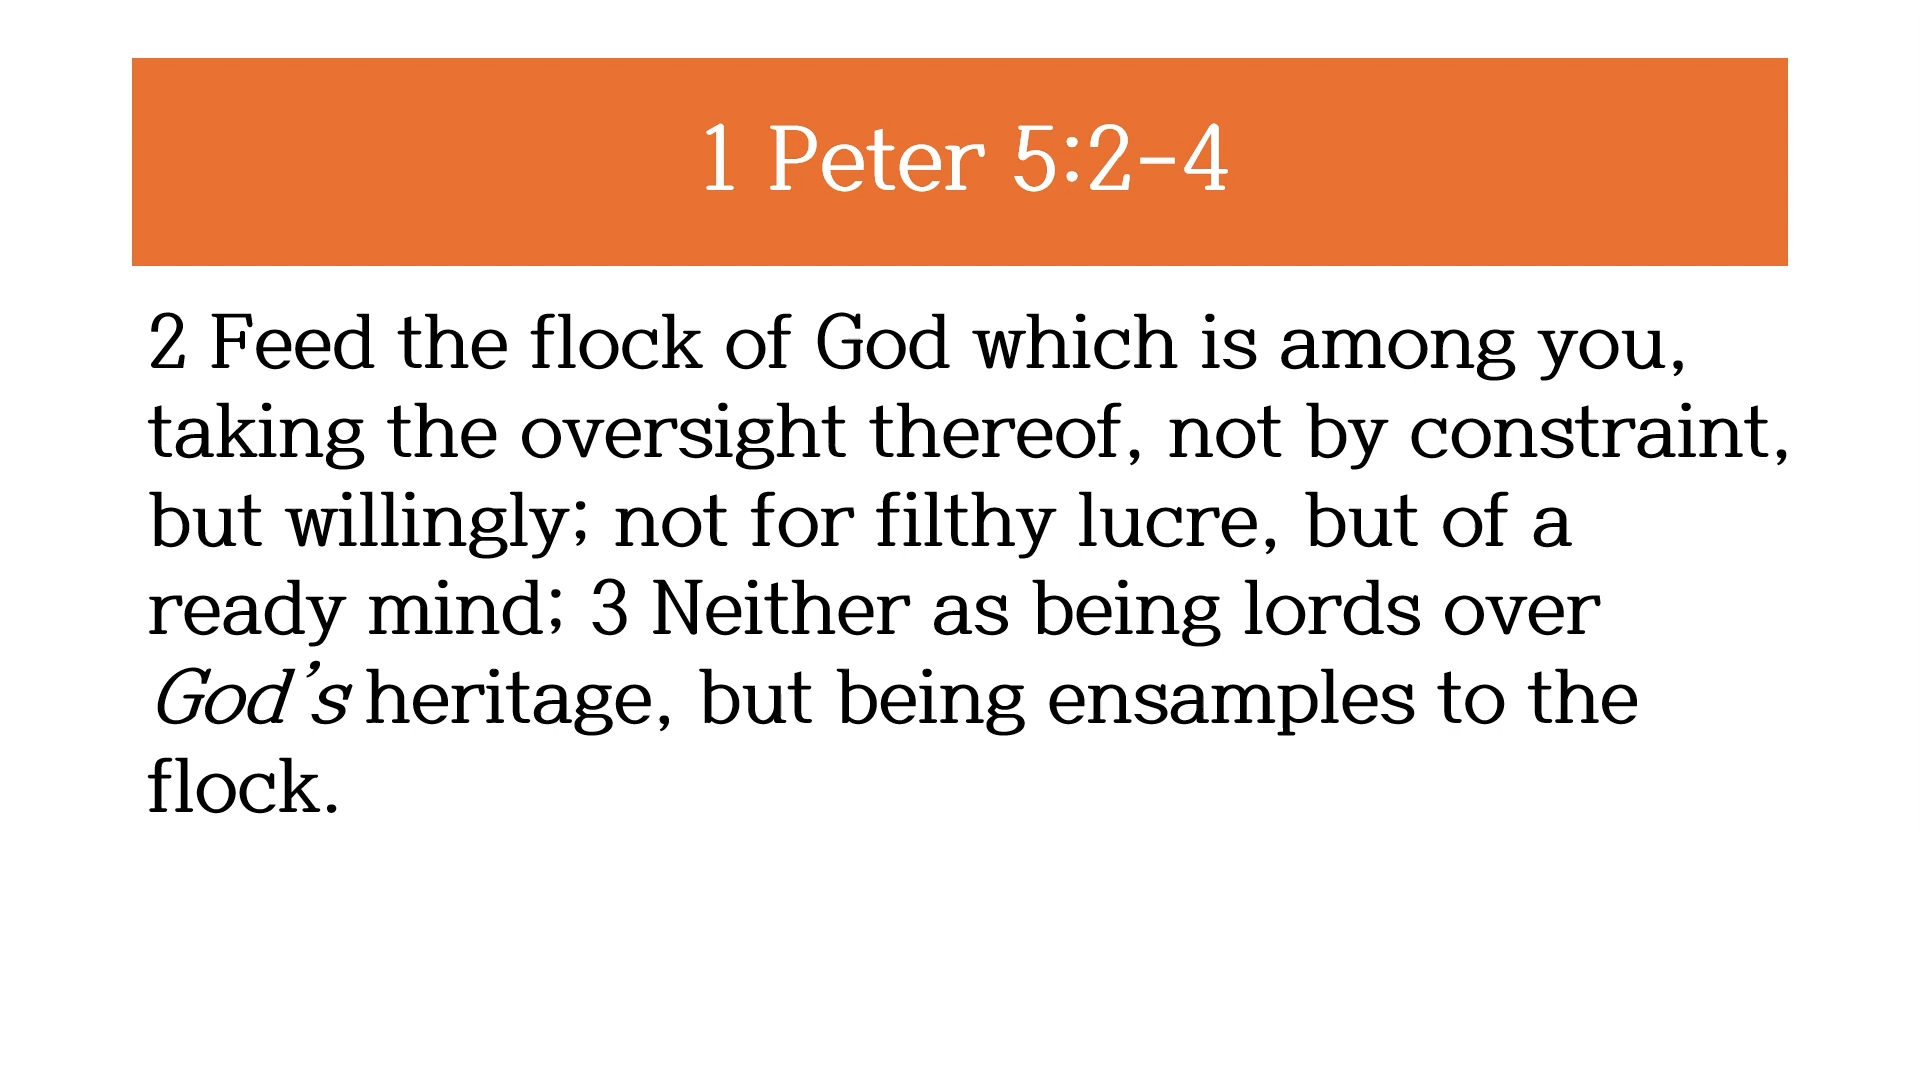 1 Peter 5:2-4
2 Feed the flock of God which is among you,
taking the oversight thereof, not by constraint,
but willingly; not for filthy lucre, but of a
ready mind; 3 Neither as being lords over
God’s heritage, but being ensamples to the
flock.